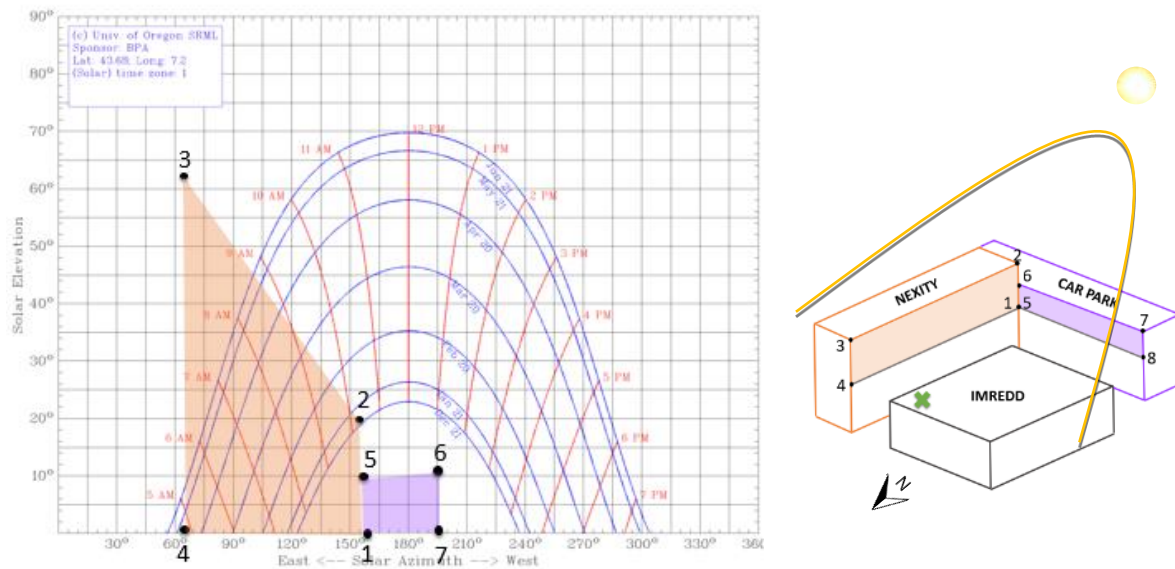 90°
(c) Univ. of Oregon SRML
Sponsor: BPA
Lat: 43.68, Long: 7.2
(Solar) time zone: 1
80°
70°
60°
50°
40°
30°
20°
10°
Solar Elevation
12 PM
11 AM
1 PM
10 AM
2 PM
9 AM
3 PM
8 AM
4 PM
7 AM
5 PM
6 AM
6 PM
5 AM
7 PM
Jun 21
May 21
Apr 20
Mar 20
Feb 20
Jan 21
Dec 21
3
2
5
6
4
1
7
30°
60°
90°
120°
150°
180°
210°
240°
270°
300°
330°
East <-- Solar Azimuth --> West
NEXITY
CAR PARK
IMREDD
2
6
1
5
3
7
4
8
N